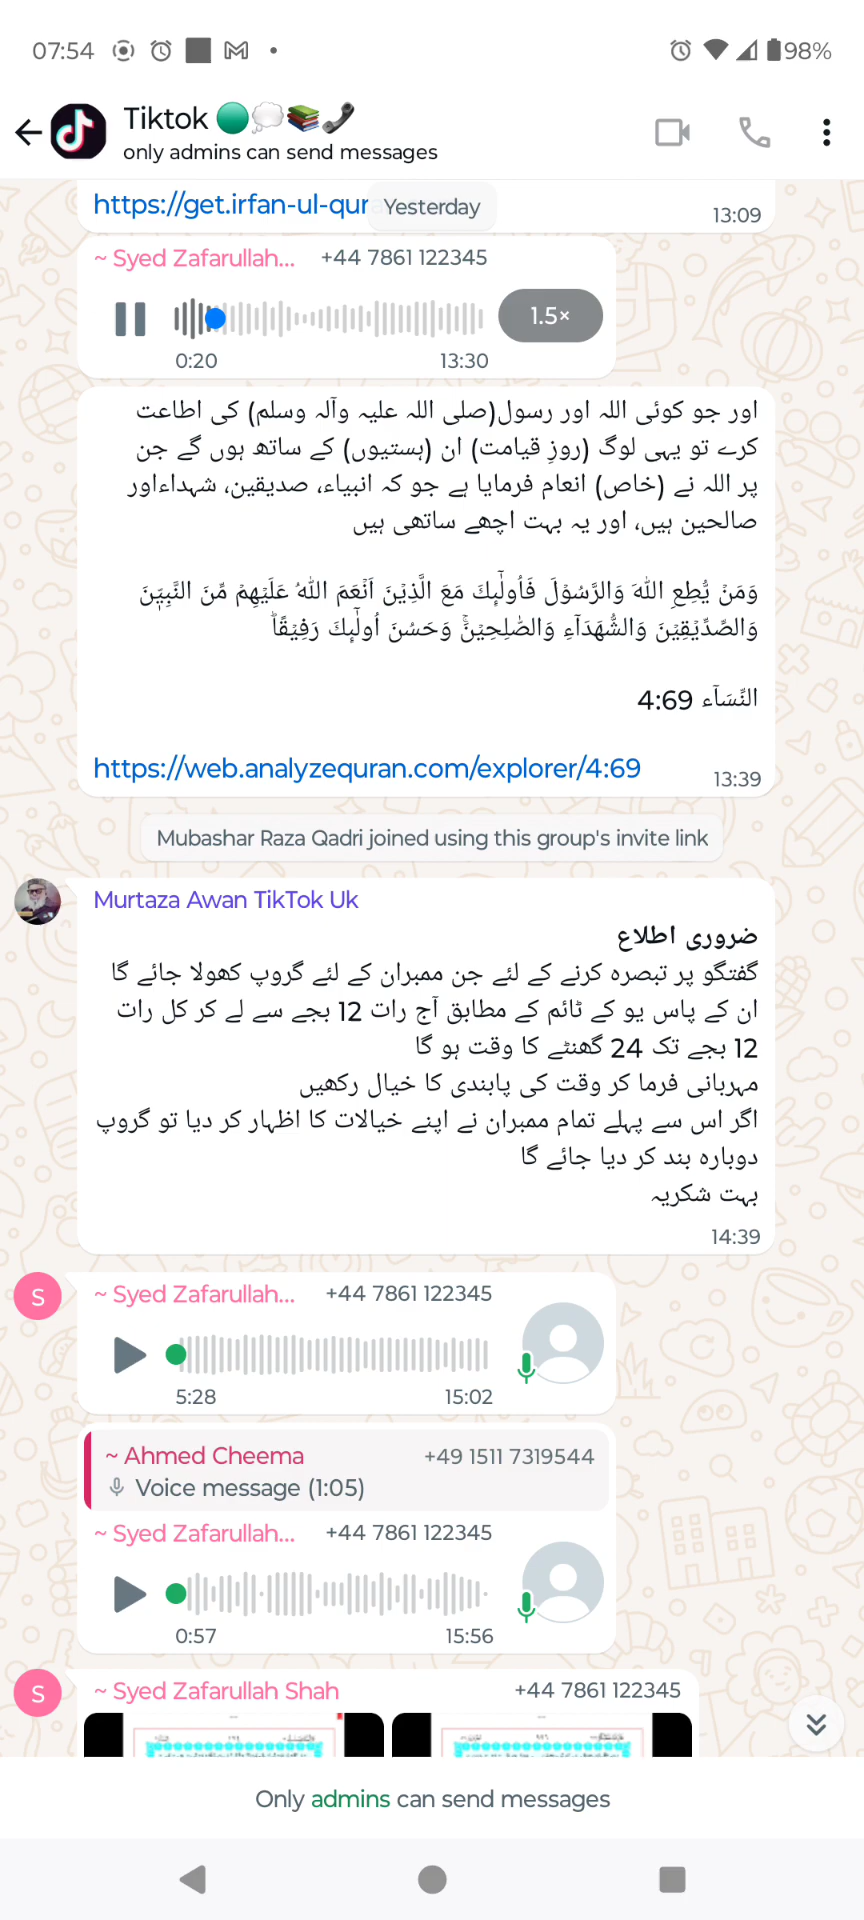 07:54
98%
Tiktok
only admins can send messages
https://get.irfan-ul-qur
Yesterday
13:09
~ Syed Zafarullah... +44 7861 122345
1.5×
0:20 13:30
اور جو کوئی اللہ اور رسول(صلی اللہ علیہ وآلہ وسلم) کی اطاعت
کرے تو یہی لوگ (روزِ قیامت) ان (ہستیوں) کے ساتھ ہوں گے جن
پر اللہ نے (خاص) انعام فرمایا ہے جو کہ انبیاء، صدیقین، شہداءاور
صالحین ہیں، اور یہ بہت اچھے ساتھی ہیں
وَمَنْ يُّطِعِ اللّٰهَ وَالرَّسُوْلَ فَاُولٰٓٮِٕكَ مَعَ الَّذِيْنَ اَنْعَمَ اللّٰهُ عَلَيْهِمْ مِّنَ النَّبِيّٖنَ
وَالصِّدِّيْقِيْنَ وَالشُّهَدَآءِ وَالصّٰلِحِيْنَ‌ۚ وَحَسُنَ اُولٰٓٮِٕكَ رَفِيْقًاؕ
النِّسَآء 4:69
https://web.analyzequran.com/explorer/4:69
13:39
Mubashar Raza Qadri joined using this group's invite link
Murtaza Awan TikTok Uk
ضروری اطلاع
گفتگو پر تبصرہ کرنے کے لئے جن ممبران کے لئے گروپ کھولا جائے گا
ان کے پاس یو کے ٹائم کے مطابق آج رات 12 بجے سے لے کر کل رات
12 بجے تک 24 گھنٹے کا وقت ہو گا
مہربانی فرما کر وقت کی پابندی کا خیال رکھیں
اگر اس سے پہلے تمام ممبران نے اپنے خیالات کا اظہار کر دیا تو گروپ
دوبارہ بند کر دیا جائے گا
بہت شکریہ
14:39
S
~ Syed Zafarullah... +44 7861 122345
5:28 15:02
~ Ahmed Cheema +49 1511 7319544
Voice message (1:05)
~ Syed Zafarullah... +44 7861 122345
0:57 15:56
S
~ Syed Zafarullah Shah +44 7861 122345
Only admins can send messages